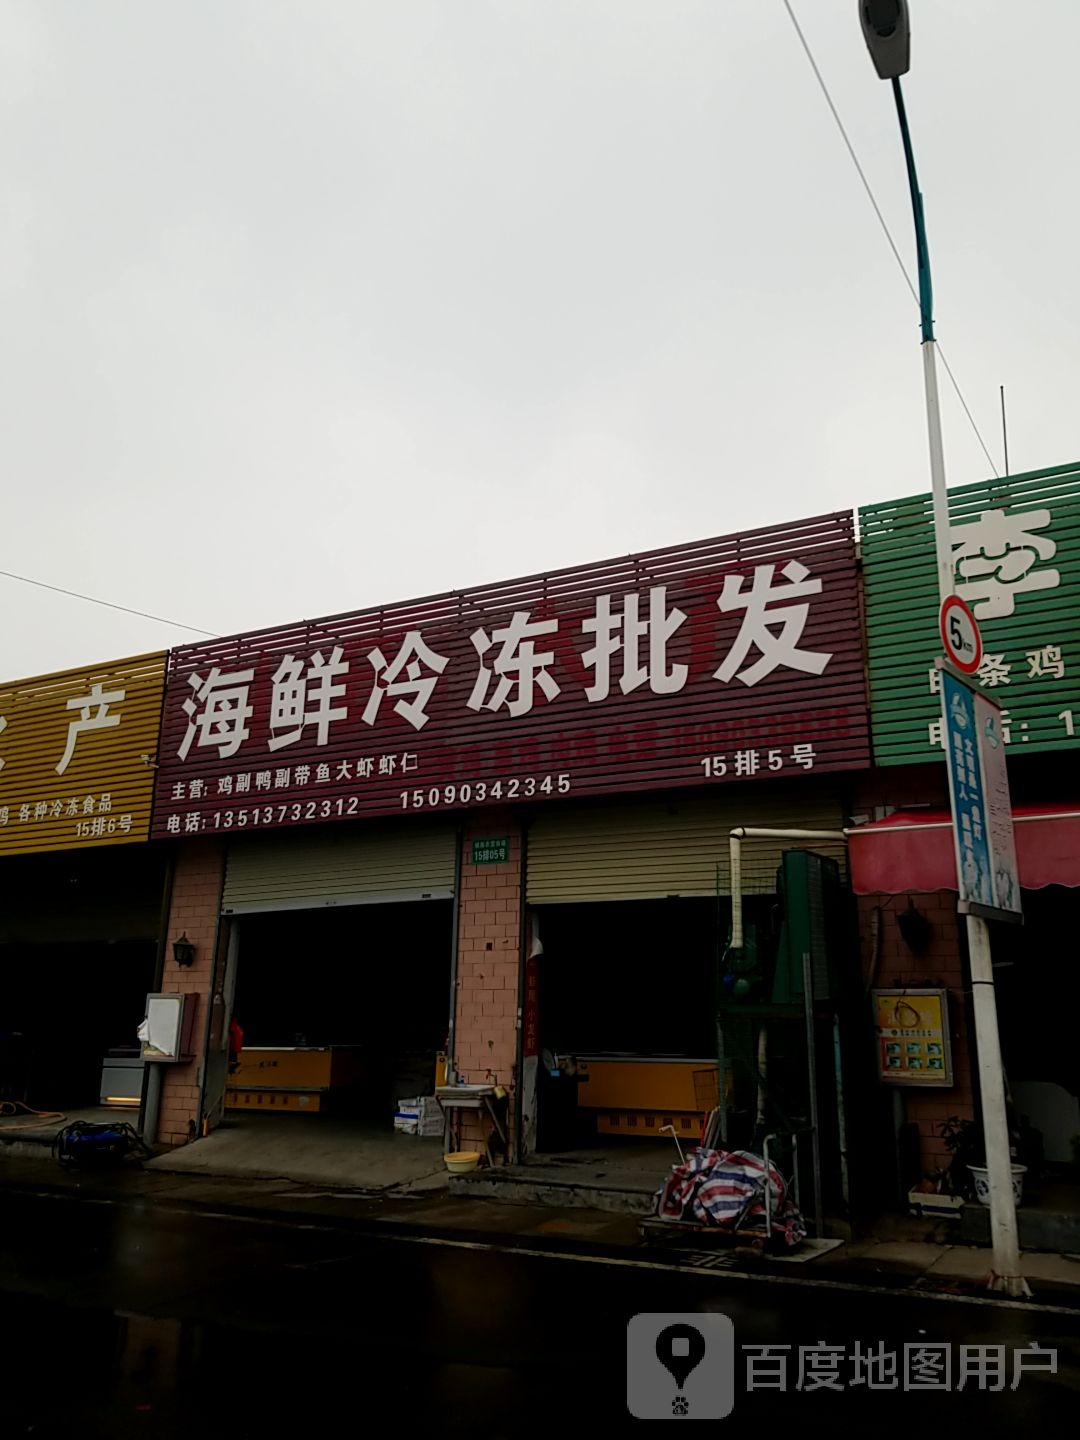 产
各种冷冻食品
15排6号
海鲜冷冻批发
主营:鸡副鸭副带鱼大虾虾仁
电话:13513732312 15090342345
15排5号
15排05号
李
条鸡
5
百度地图用户